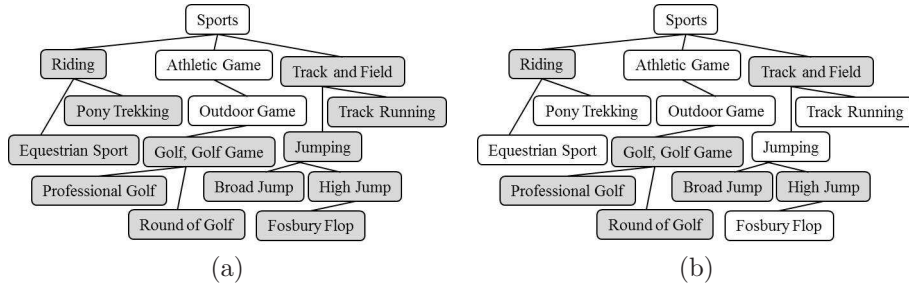 Sports
Riding
Athletic Game
Track and Field
Pony Trekking
Outdoor Game
Track Running
Equestrian Sport
Golf, Golf Game
Jumping
Professional Golf
Broad Jump
High Jump
Round of Golf
Fosbury Flop
(a)
Sports
Riding
Athletic Game
Track and Field
Pony Trekking
Outdoor Game
Track Running
Equestrian Sport
Golf, Golf Game
Jumping
Professional Golf
Broad Jump
High Jump
Round of Golf
Fosbury Flop
(b)